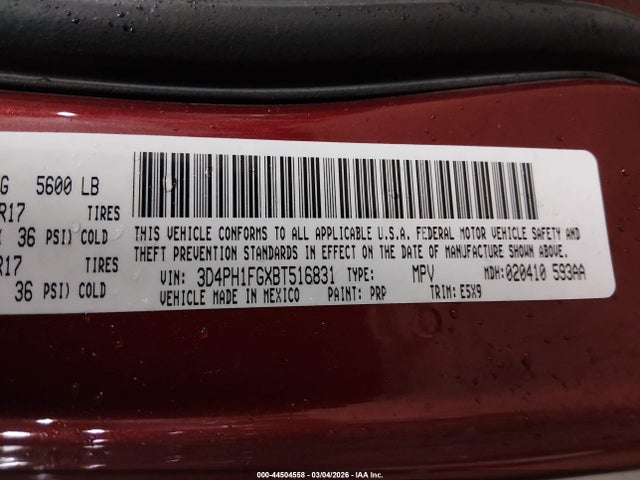 G 5600 LB
R17 TIRES
36 PSI) COLD
R17 TIRES
36 PSI) COLD
THIS VEHICLE CONFORMS TO ALL APPLICABLE U.S.A. FEDERAL MOTOR VEHICLE SAFETY AND
THEFT PREVENTION STANDARDS IN EFFECT ON THE DATE OF MANUFACTURE SHOWN ABOVE.
VIN: 3D4PH1FGXBT516831 TYPE: MPV MDH:020410 593AA
VEHICLE MADE IN MEXICO PAINT: PRP TRIM: E5X9
000-44504558 - 03/04/2026 - IAA Inc.